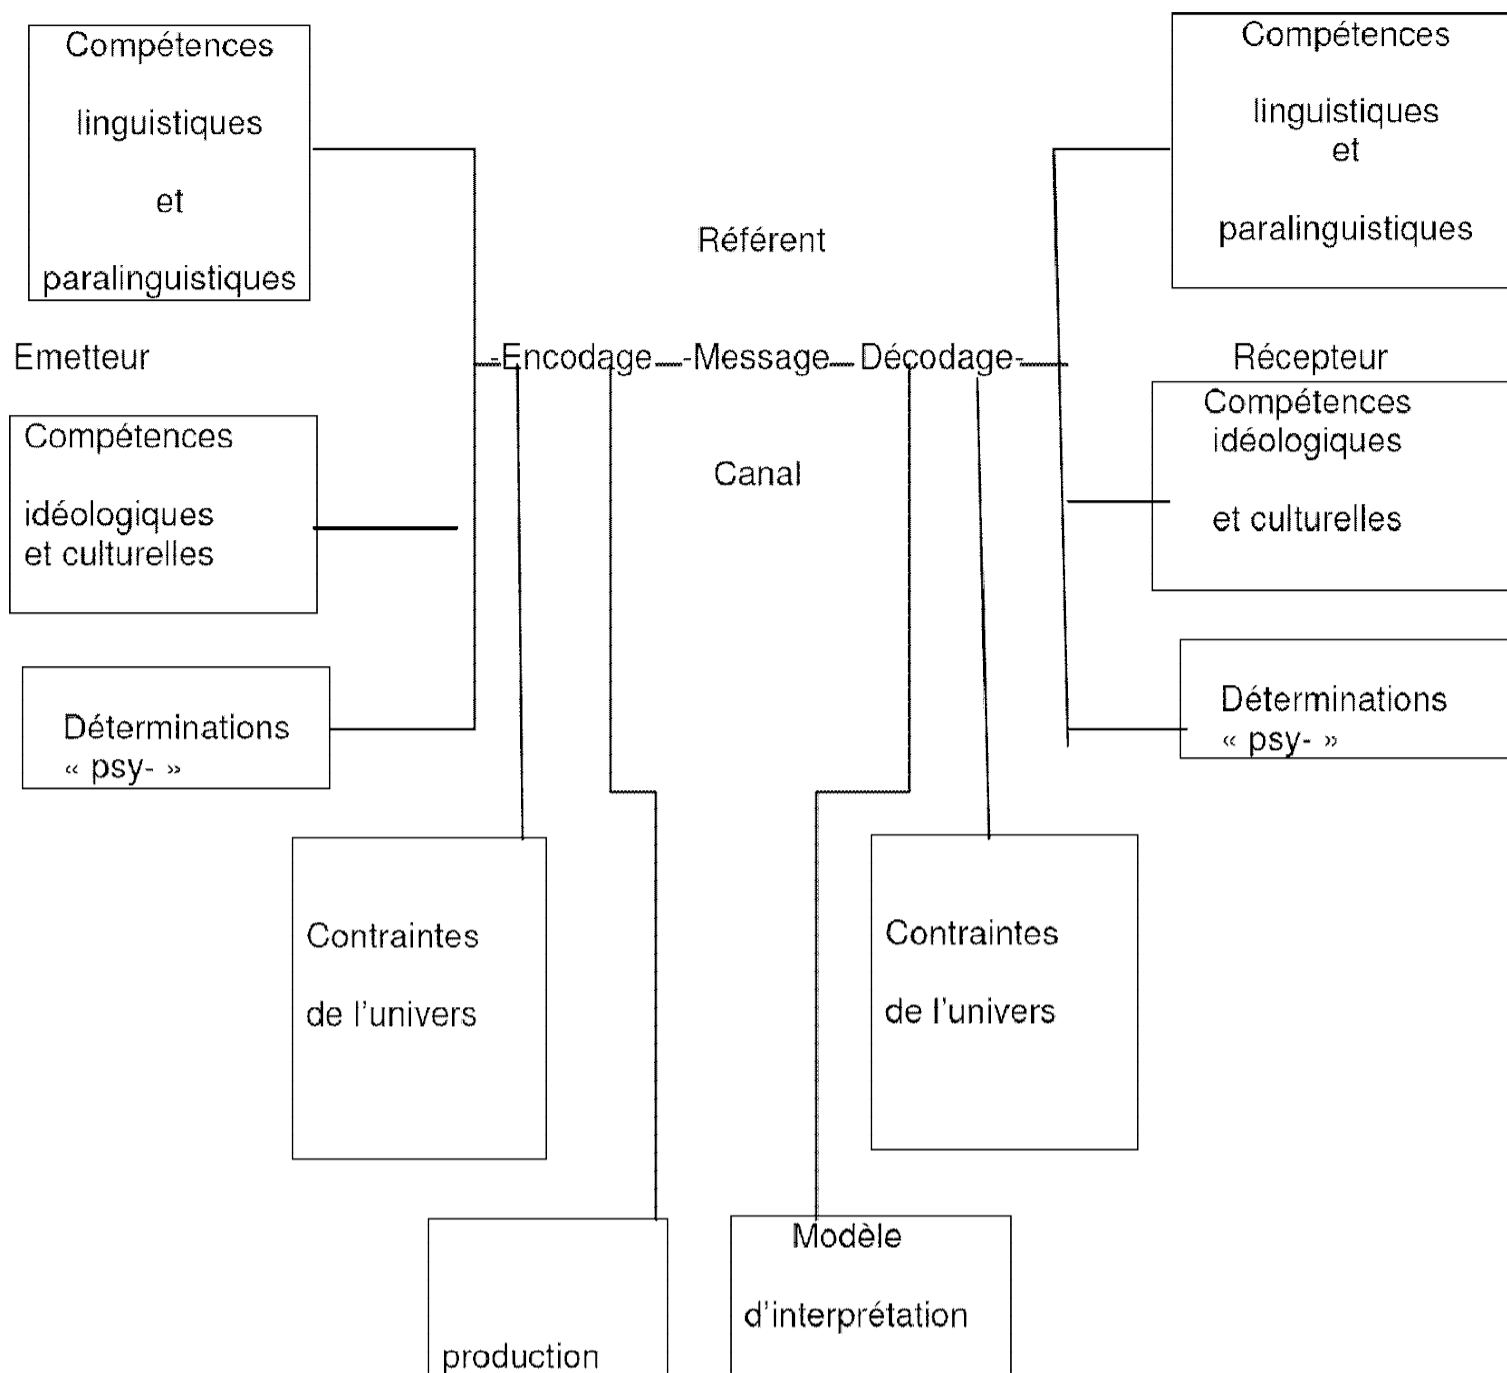 Compétences
linguistiques
et
paralinguistiques
Compétences
linguistiques
et
paralinguistiques
Référent
Emetteur
-Encodage
-Message
Décodage-
Récepteur
Compétences
idéologiques
et culturelles
Canal
Compétences
idéologiques
et culturelles
Déterminations
« psy- »
Déterminations
« psy- »
Contraintes
de l'univers
Contraintes
de l'univers
production
Modèle
d'interprétation